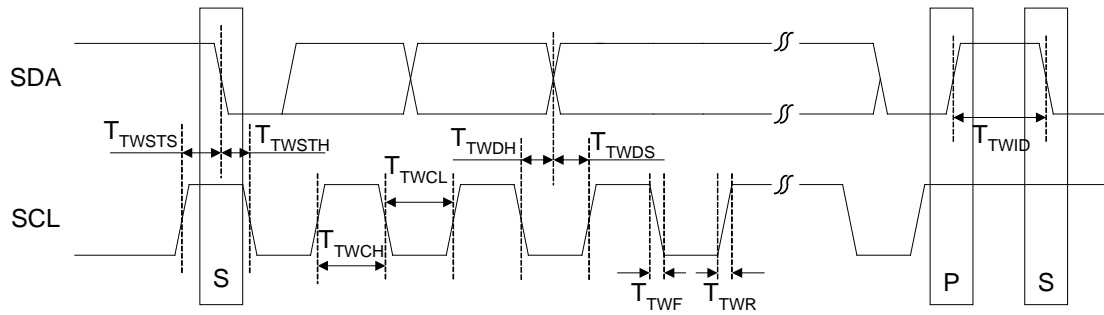 SDA
T_TWSTS
T_TWSTH
T_TWDH
T_TWDS
T_TWID
T_TWCL
SCL
T_TWCH
S
T_TWF
T_TWR
P
S